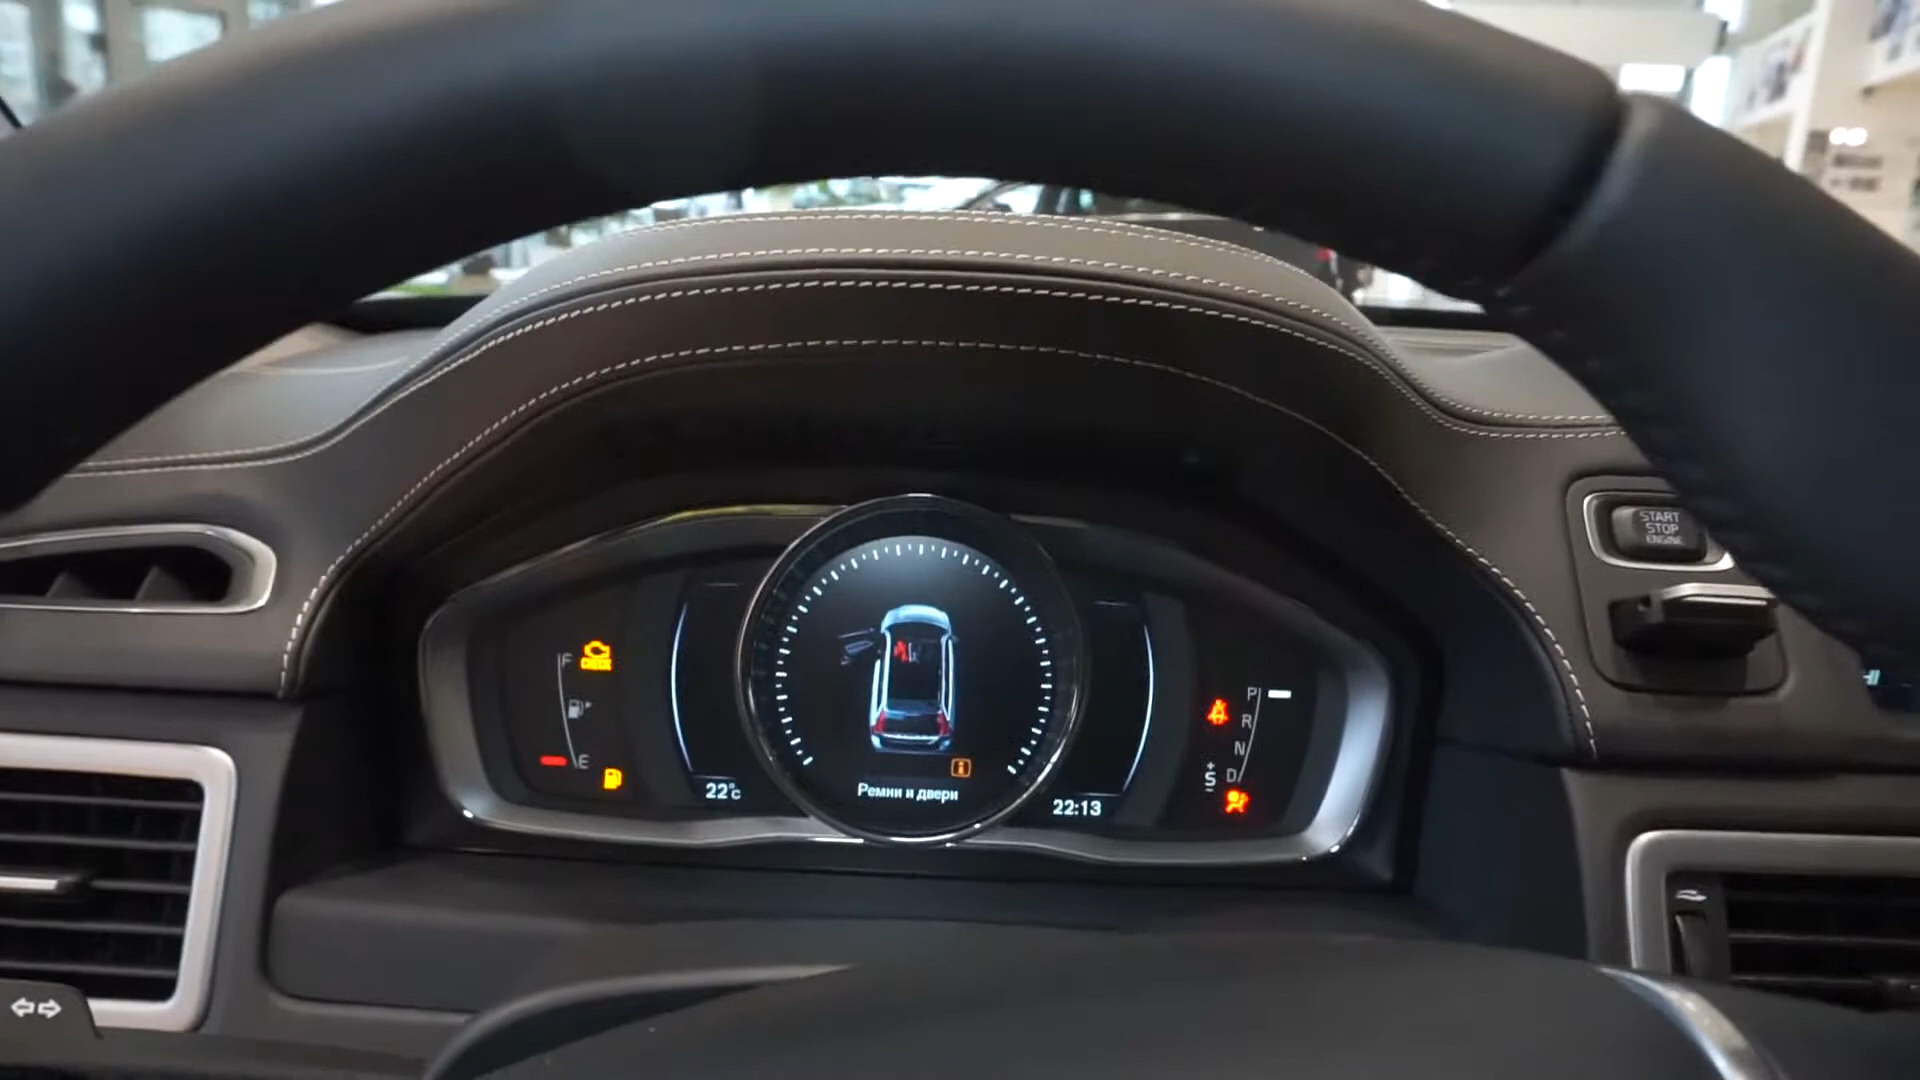 START
STOP
ENGINE
F
CHECK
E
22°c
Ремни и двери
22:13
P
R
N
D
+
S
-